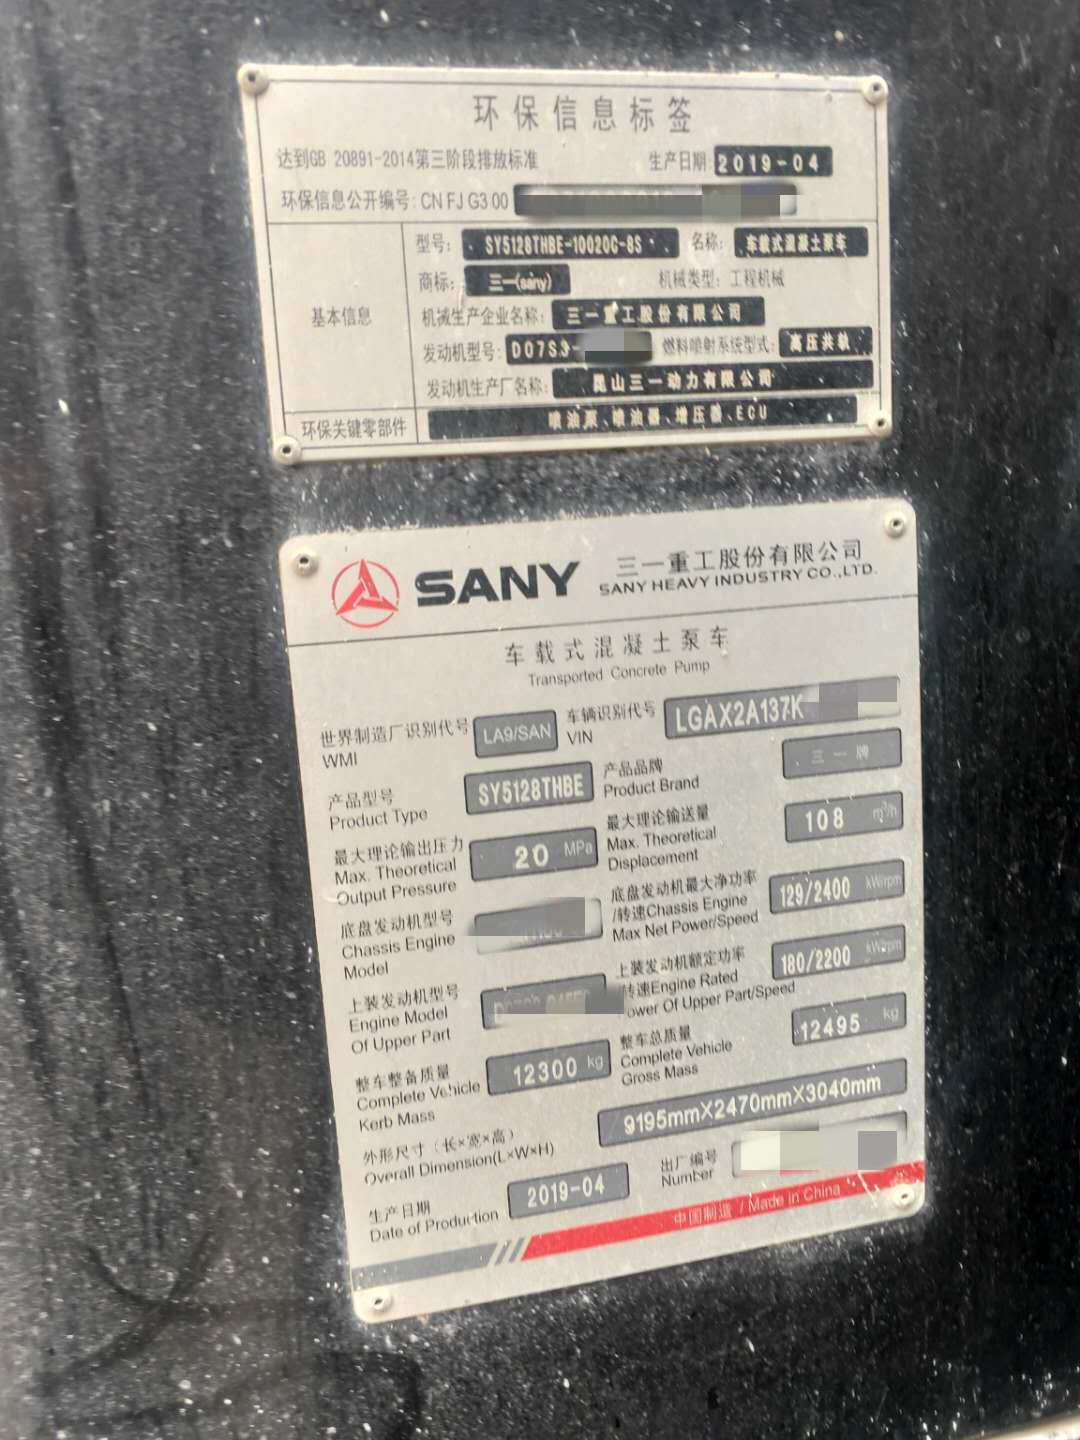 环保信息标签
达到GB 20891-2014第三阶段排放标准 生产日期: 2019-04
环保信息公开编号: CN FJ G3 00
基本信息
型号: SY5128THBE-10020C-8S 名称: 车载式混凝土泵车
商标: 三一(sany) 机械类型: 工程机械
机械生产企业名称: 三一重工股份有限公司
发动机型号: D07S3- 燃料喷射系统型式: 高压共轨
发动机生产厂名称: 昆山三一动力有限公司
环保关键零部件 喷油泵、喷油器、增压器、ECU
SANY 三一重工股份有限公司
SANY HEAVY INDUSTRY CO.,LTD.
车载式混凝土泵车
Transported Concrete Pump
世界制造厂识别代号
WMI
LA9/SAN
车辆识别代号
VIN
LGAX2A137K
产品型号
Product Type
SY5128THBE
产品品牌
Product Brand
三一牌
最大理论输出压力
Max. Theoretical
Output Pressure
20 MPa
最大理论输送量
Max. Theoretical
Displacement
108 m³/h
底盘发动机型号
Chassis Engine
Model
底盘发动机最大净功率
/转速Chassis Engine
Max Net Power/Speed
129/2400 kW/rpm
上装发动机型号
Engine Model
Of Upper Part
上装发动机额定功率
/转速Engine Rated
Power Of Upper Part/Speed
180/2200 kW/rpm
整车整备质量
Complete Vehicle
Kerb Mass
12300 kg
整车总质量
Complete Vehicle
Gross Mass
12495 kg
外形尺寸（长×宽×高）
Overall Dimension(L×W×H)
9195mm×2470mm×3040mm
生产日期
Date of Production
2019-04
出厂编号
Number
中国制造 / Made in China